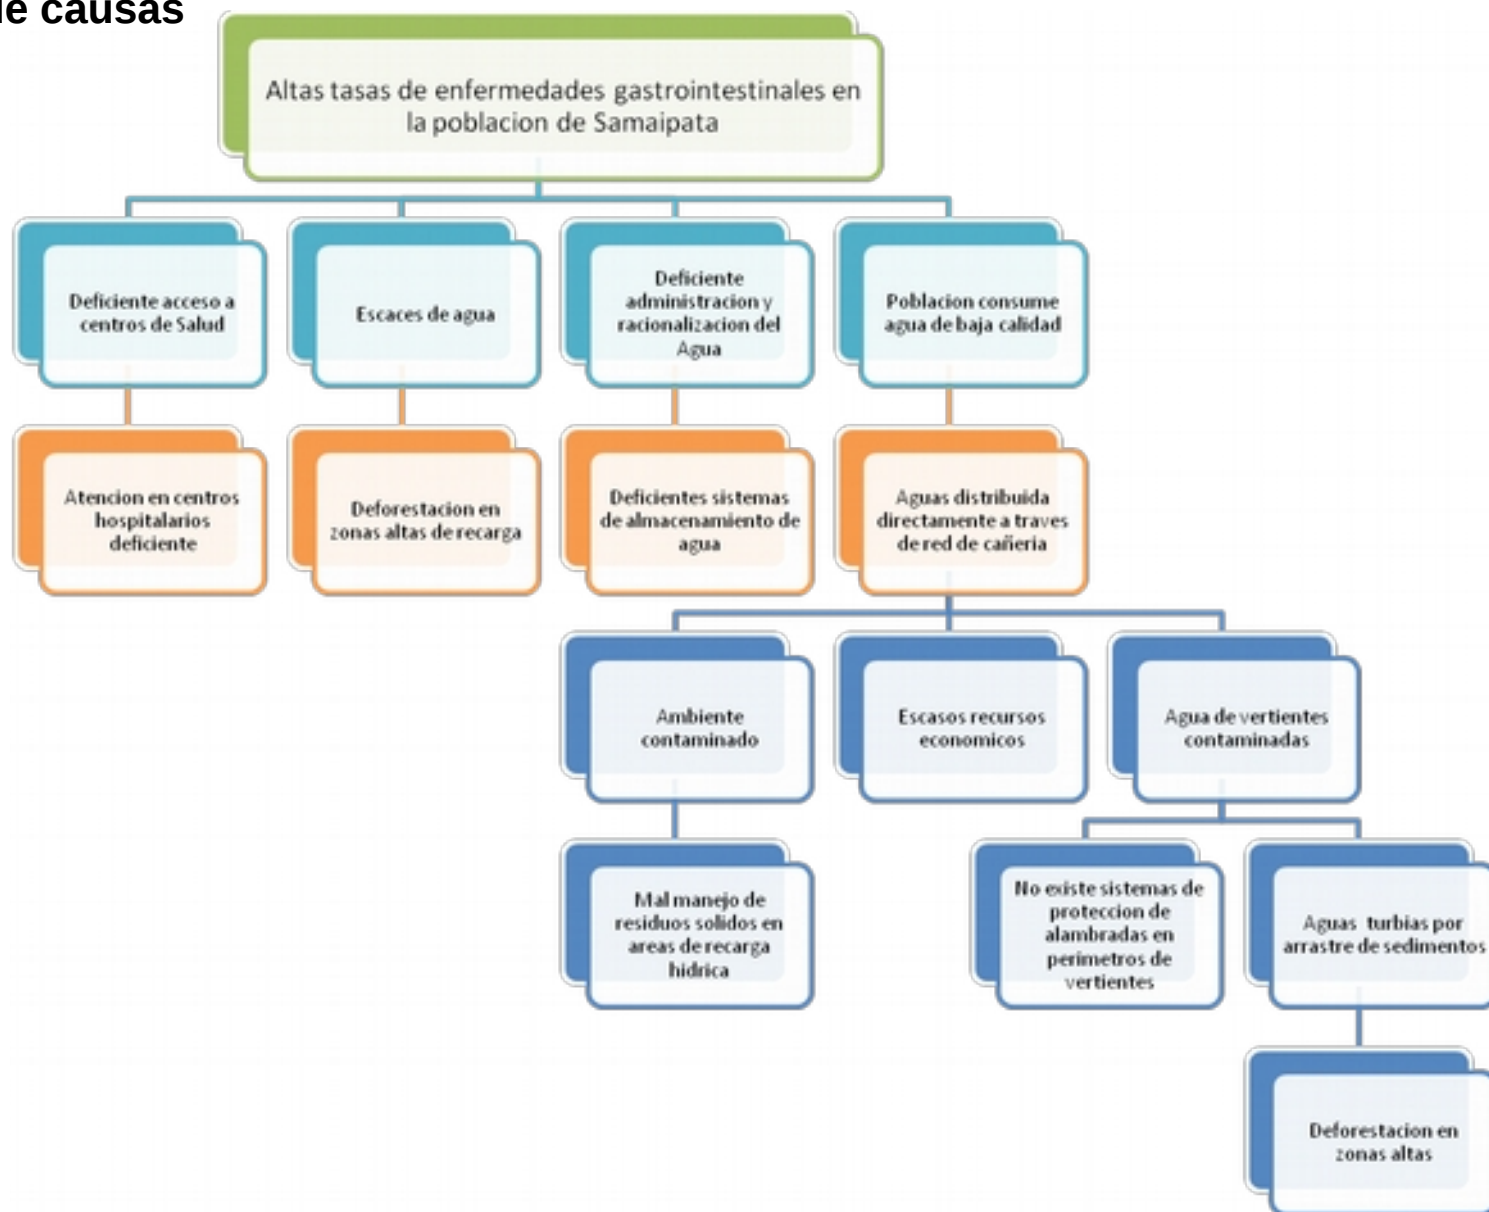 de causas
Altas tasas de enfermedades gastrointestinales en
la poblacion de Samaipata
Deficiente acceso a
centros de Salud
Escaces de agua
Deficiente
administracion y
racionalizacion del
Agua
Poblacion consume
agua de baja calidad
Atencion en centros
hospitalarios
deficiente
Deforestacion en
zonas altas de recarga
Deficientes sistemas
de almacenamiento de
agua
Aguas distribuida
directamente a traves
de red de cañeria
Ambiente
contaminado
Escasos recursos
economicos
Agua de vertientes
contaminadas
Mal manejo de
residuos solidos en
areas de recarga
hidrica
No existe sistemas de
proteccion de
alambradas en
perimetros de
vertientes
Aguas turbias por
arrastre de sedimentos
Deforestacion en
zonas altas